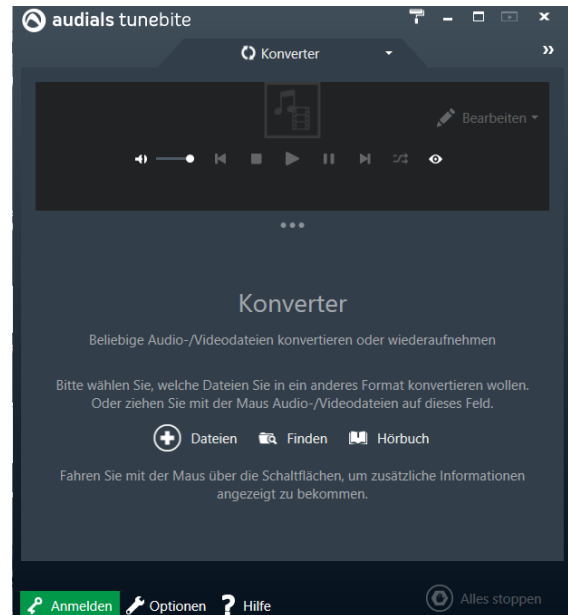 audials tunebite
Konverter
»
Bearbeiten
Konverter
Beliebige Audio-/Videodateien konvertieren oder wiederaufnehmen
Bitte wählen Sie, welche Dateien Sie in ein anderes Format konvertieren wollen.
Oder ziehen Sie mit der Maus Audio-/Videodateien auf dieses Feld.
Dateien Finden Hörbuch
Fahren Sie mit der Maus über die Schaltflächen, um zusätzliche Informationen
angezeigt zu bekommen.
Anmelden Optionen ? Hilfe Alles stoppen